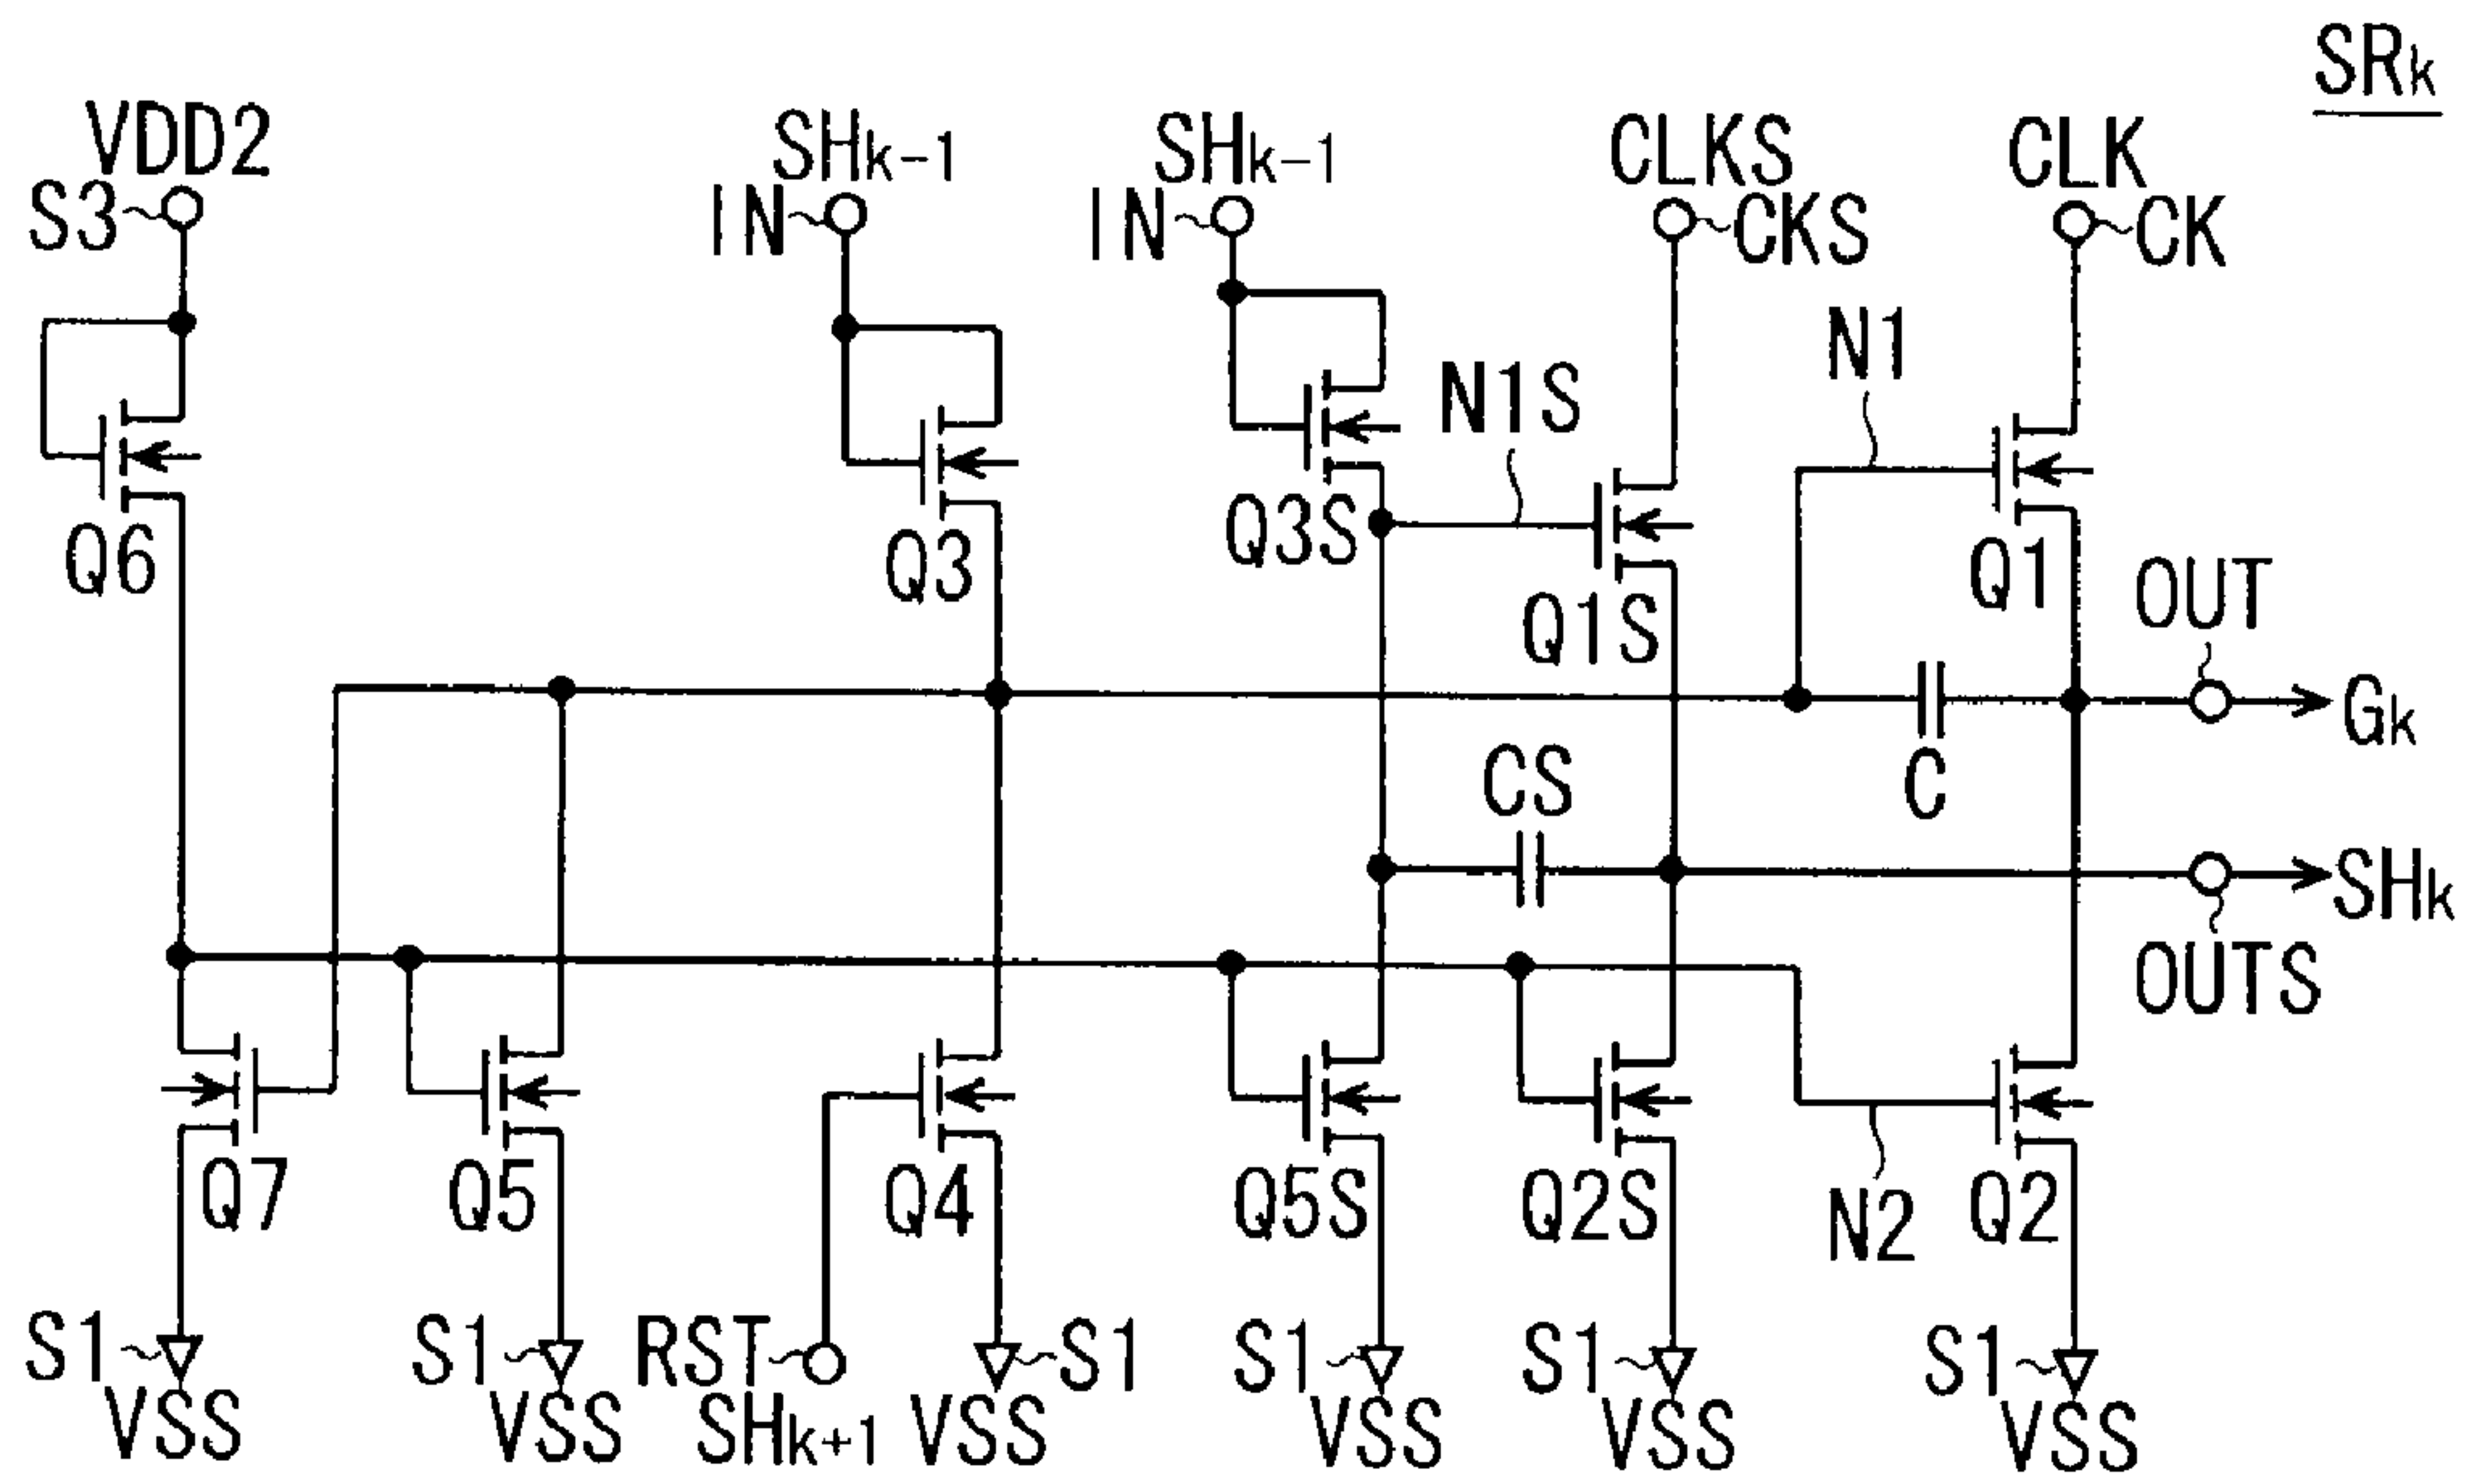 SRk
VDD2
SHk-1
SHk-1
CLKS
CLK
S3
IN
IN
CKS
CK
N1
N1S
Q6
Q3
Q3S
Q1S
Q1
OUT
Gk
CS
C
SHk
OUTS
Q7
Q5
Q4
Q5S
Q2S
N2
Q2
S1
S1
RST
S1
S1
S1
S1
VSS
VSS
SHk+1
VSS
VSS
VSS
VSS